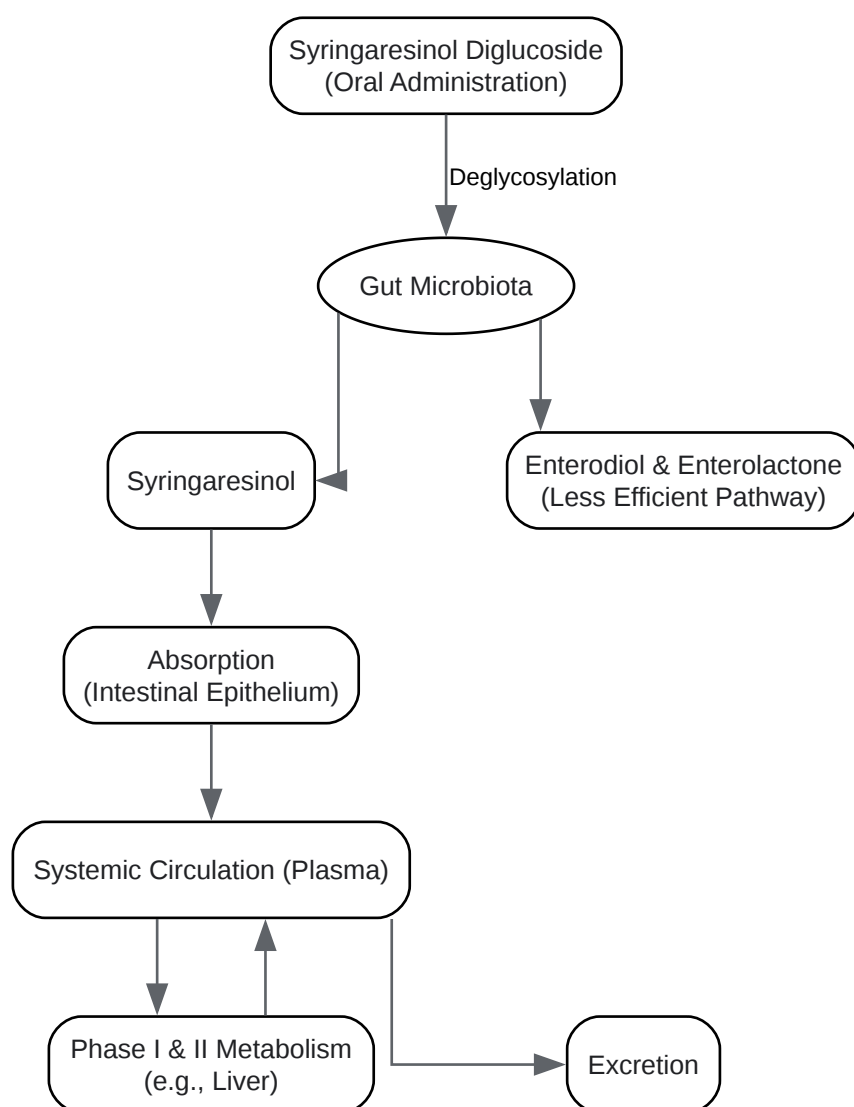 Syringaresinol Diglucoside
(Oral Administration)
Deglycosylation
Gut Microbiota
Syringaresinol
Enterodiol & Enterolactone
(Less Efficient Pathway)
Absorption
(Intestinal Epithelium)
Systemic Circulation (Plasma)
Phase I & II Metabolism
(e.g., Liver)
Excretion